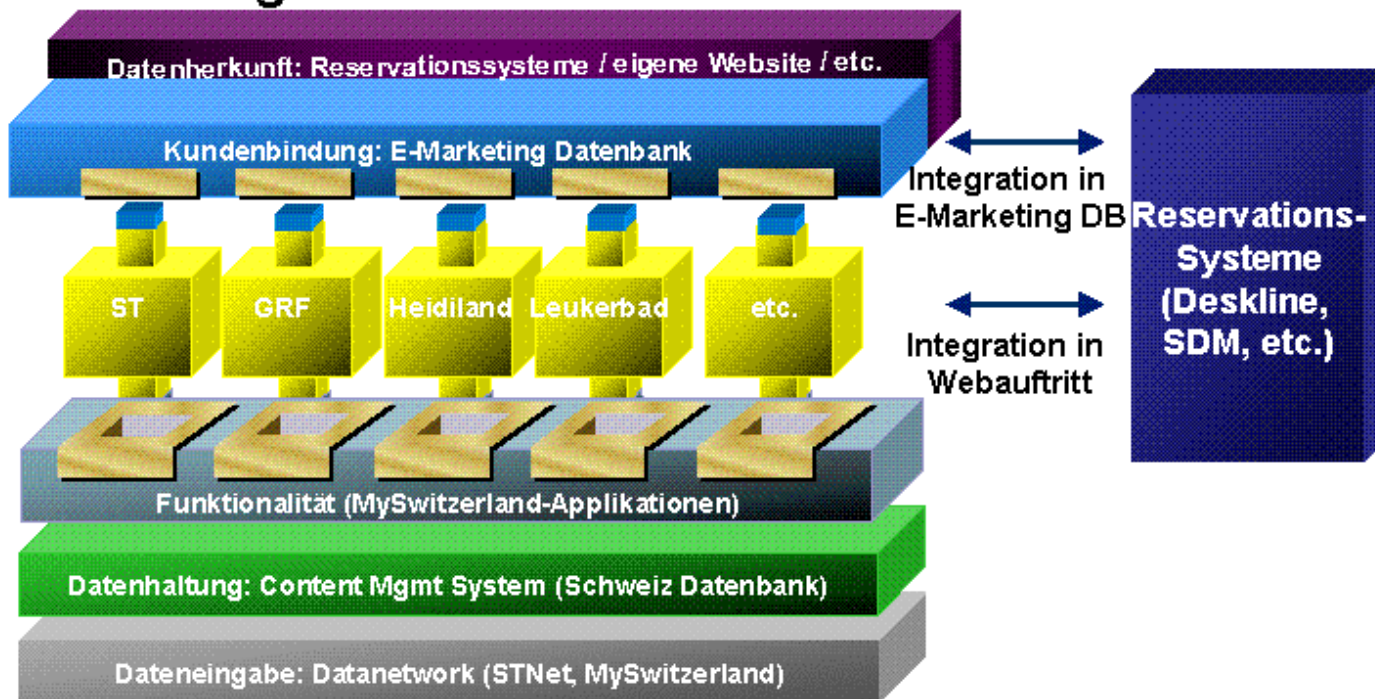 Datenherkunft: Reservationssysteme / eigene Website / etc.
Kundenbindung: E-Marketing Datenbank
Integration in
E-Marketing DB
Reservations-
Systeme
(Deskline,
SDM, etc.)
ST
GRF
Heidiland
Leukerbad
etc.
Integration in
Webauftritt
Funktionalität (MySwitzerland-Applikationen)
Datenhaltung: Content Mgmt System (Schweiz Datenbank)
Dateneingabe: Datanetwork (STNet, MySwitzerland)